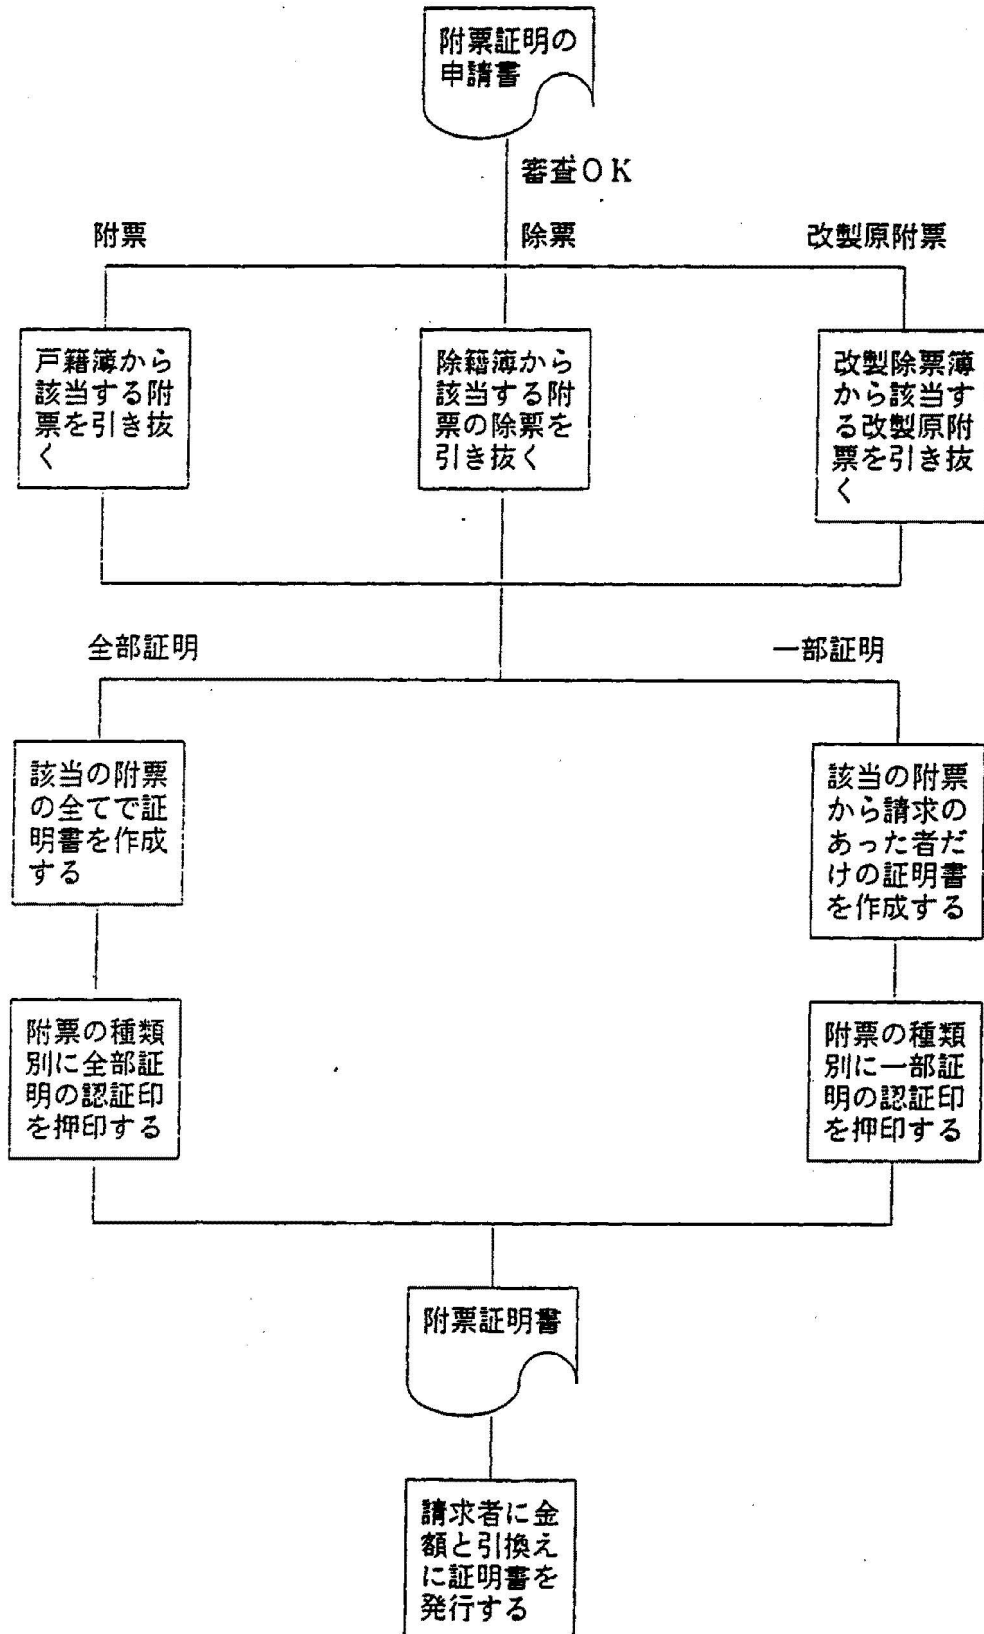 附票証明の
申請書
審査OK
附票
除票
改製原附票
戸籍簿から
該当する附
票を引き抜
く
除籍簿から
該当する附
票の除票を
引き抜く
改製除票簿
から該当す
る改製原附
票を引き抜
く
全部証明
一部証明
該当の附票
の全てで証
明書を作成
する
該当の附票
から請求の
あった者だ
けの証明書
を作成する
附票の種類
別に全部証
明の認証印
を押印する
附票の種類
別に一部証
明の認証印
を押印する
附票証明書
請求者に金
額と引換え
に証明書を
発行する